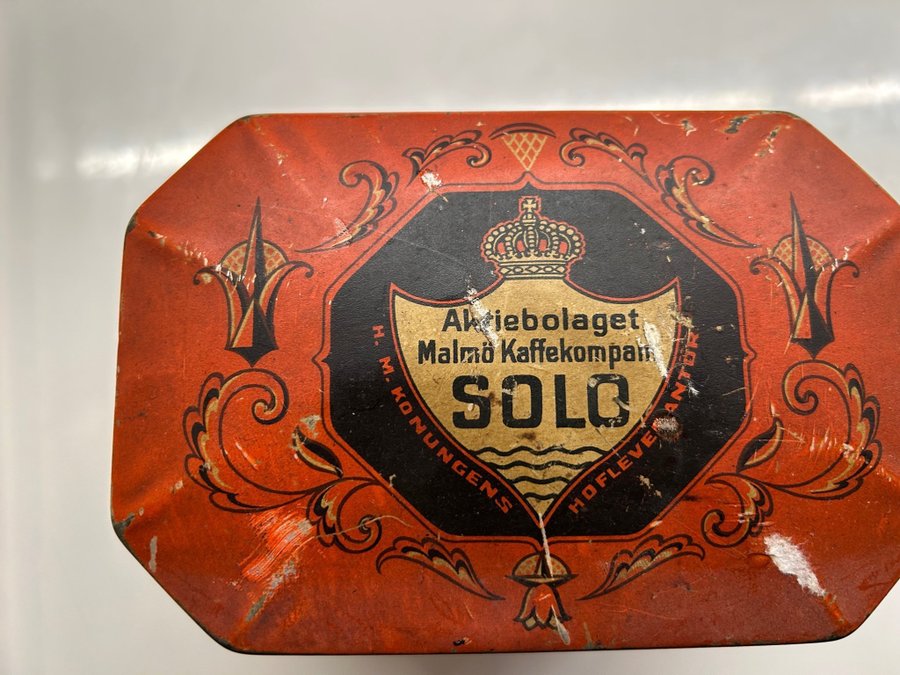 Aktiebolaget
Malmö Kaffekompani
SOLO
H. M. KONUNGENS
HOFLEVERANTÖR